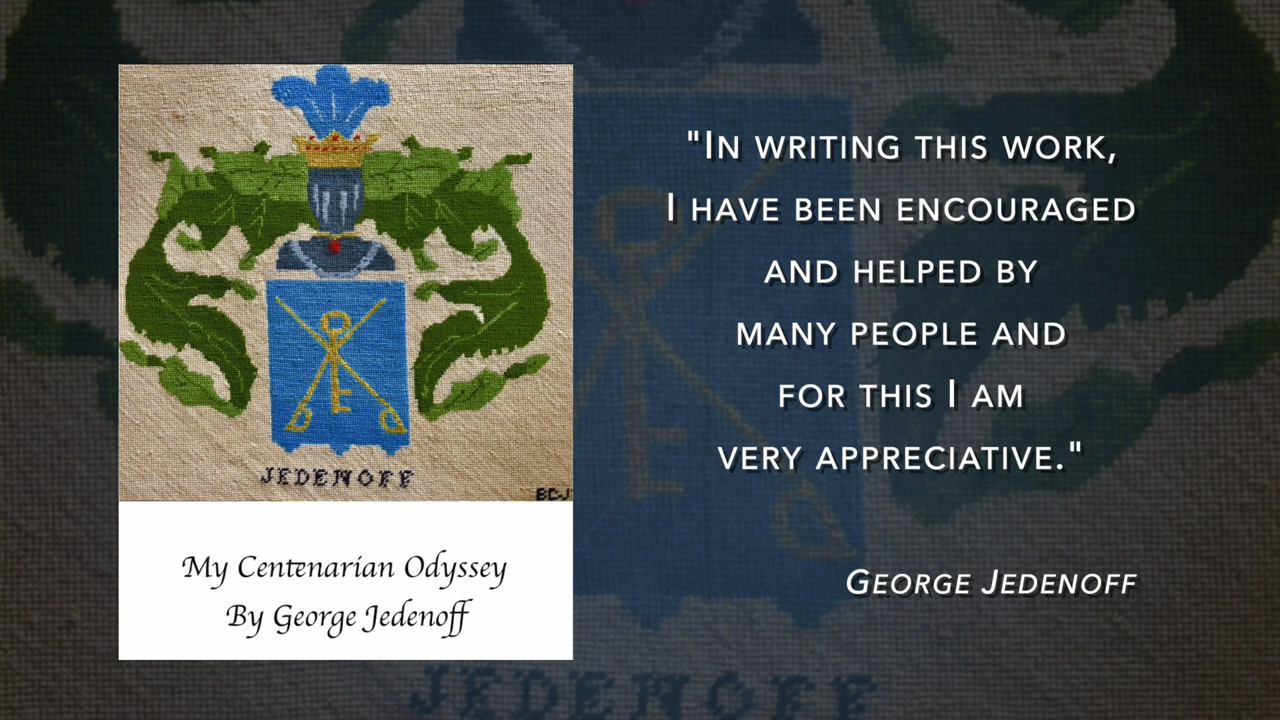 JEDENOFF
ECJ
My Centenarian Odyssey
By George Jedenoff
"IN WRITING THIS WORK,
I HAVE BEEN ENCOURAGED
AND HELPED BY
MANY PEOPLE AND
FOR THIS I AM
VERY APPRECIATIVE."
GEORGE JEDENOFF
JEDENOFF